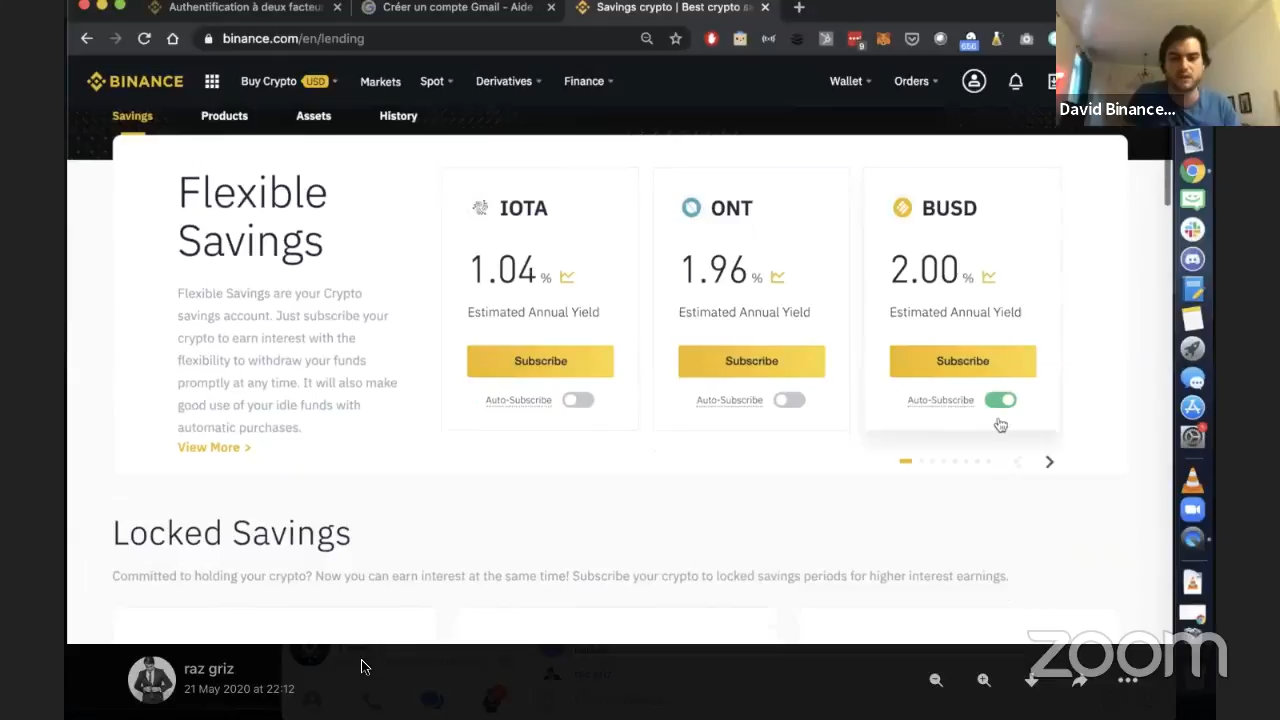 Authentification à deux facteu
Créer un compte Gmail - Aide
Savings crypto | Best crypto s
binance.com/en/lending
9
656
BINANCE
Buy Crypto USD
Markets
Spot
Derivatives
Finance
Wallet
Orders
David Binance...
Savings
Products
Assets
History
Flexible
Savings
Flexible Savings are your Crypto
savings account. Just subscribe your
crypto to earn interest with the
flexibility to withdraw your funds
promptly at any time. It will also make
good use of your idle funds with
automatic purchases.
View More >
IOTA
1.04 %
Estimated Annual Yield
Subscribe
Auto-Subscribe
ONT
1.96 %
Estimated Annual Yield
Subscribe
Auto-Subscribe
BUSD
2.00 %
Estimated Annual Yield
Subscribe
Auto-Subscribe
Locked Savings
Committed to holding your crypto? Now you can earn interest at the same time! Subscribe your crypto to locked savings periods for higher interest earnings.
raz griz
21 May 2020 at 22:12
zoom